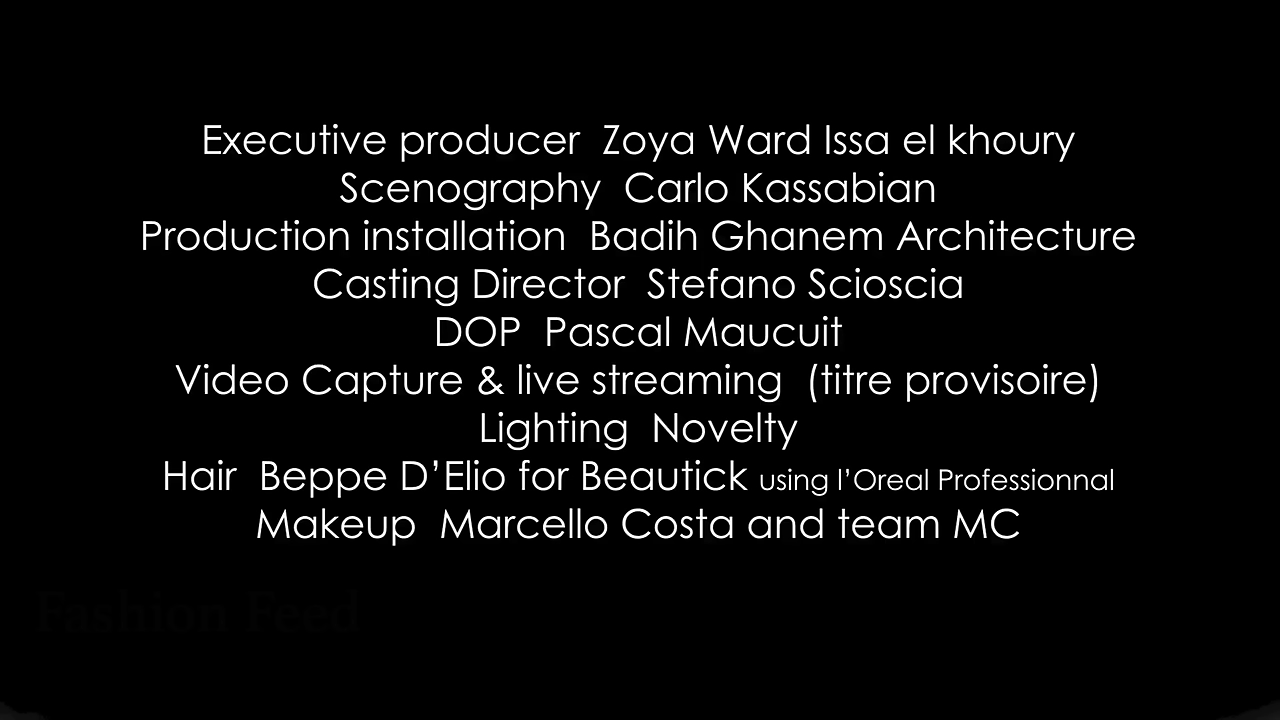 Executive producer  Zoya Ward Issa el khoury
Scenography  Carlo Kassabian
Production installation  Badih Ghanem Architecture
Casting Director  Stefano Scioscia
DOP  Pascal Maucuit
Video Capture & live streaming  (titre provisoire)
Lighting  Novelty
Hair  Beppe D’Elio for Beautick using l’Oreal Professionnal
Makeup  Marcello Costa and team MC
Fashion Feed